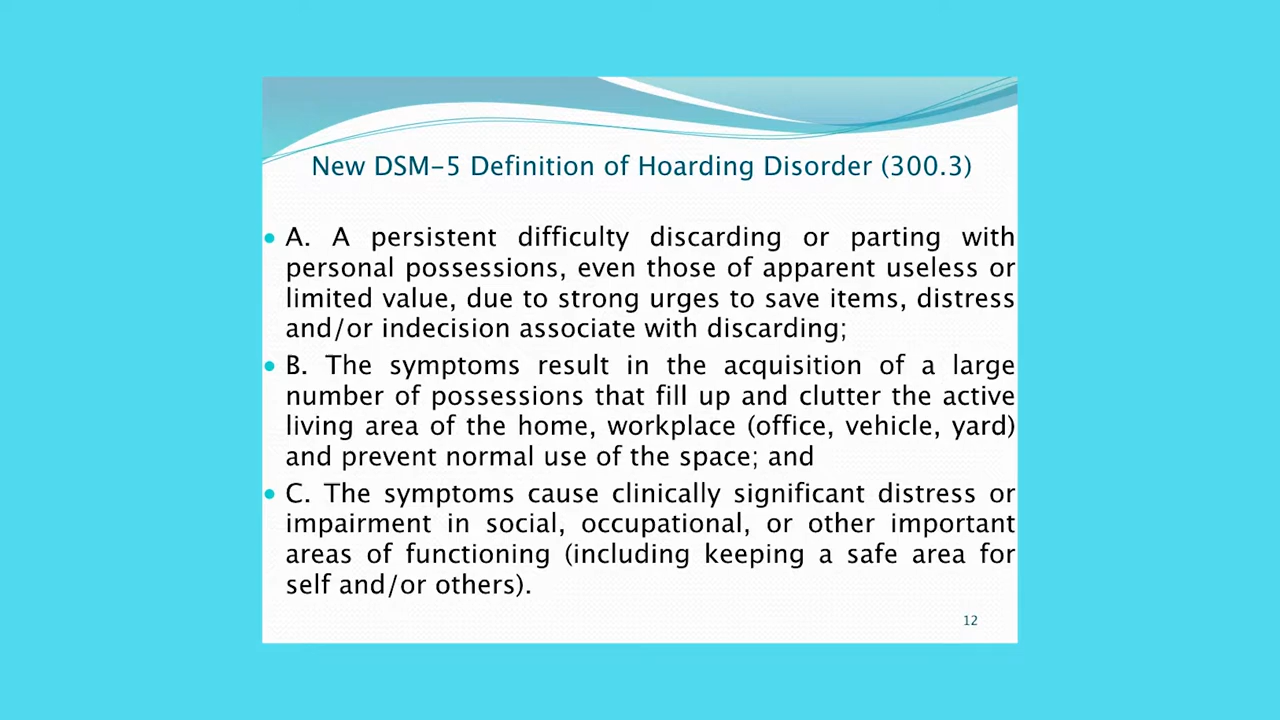 New DSM-5 Definition of Hoarding Disorder (300.3)
• A. A persistent difficulty discarding or parting with
personal possessions, even those of apparent useless or
limited value, due to strong urges to save items, distress
and/or indecision associate with discarding;
• B. The symptoms result in the acquisition of a large
number of possessions that fill up and clutter the active
living area of the home, workplace (office, vehicle, yard)
and prevent normal use of the space; and
• C. The symptoms cause clinically significant distress or
impairment in social, occupational, or other important
areas of functioning (including keeping a safe area for
self and/or others).
12